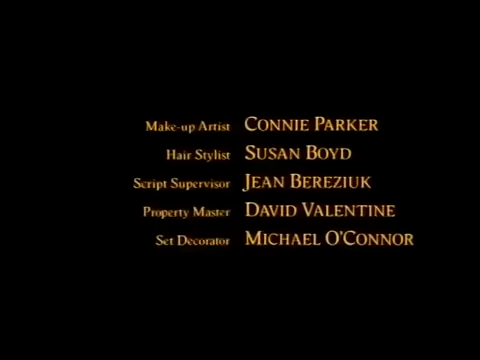 Make-up Artist CONNIE PARKER
Hair Stylist SUSAN BOYD
Script Supervisor JEAN BEREZIUK
Property Master DAVID VALENTINE
Set Decorator MICHAEL O'CONNOR